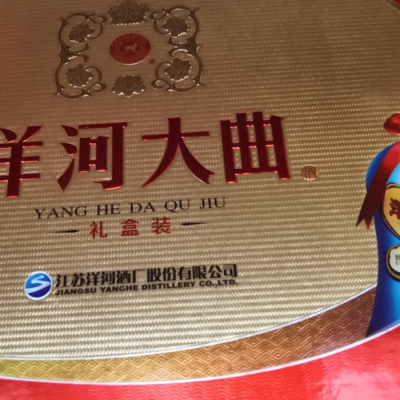 洋河大曲
YANG HE DA QU JIU
礼盒装
江苏洋河酒厂股份有限公司
JIANGSU YANGHE DISTILLERY CO.,LTD.